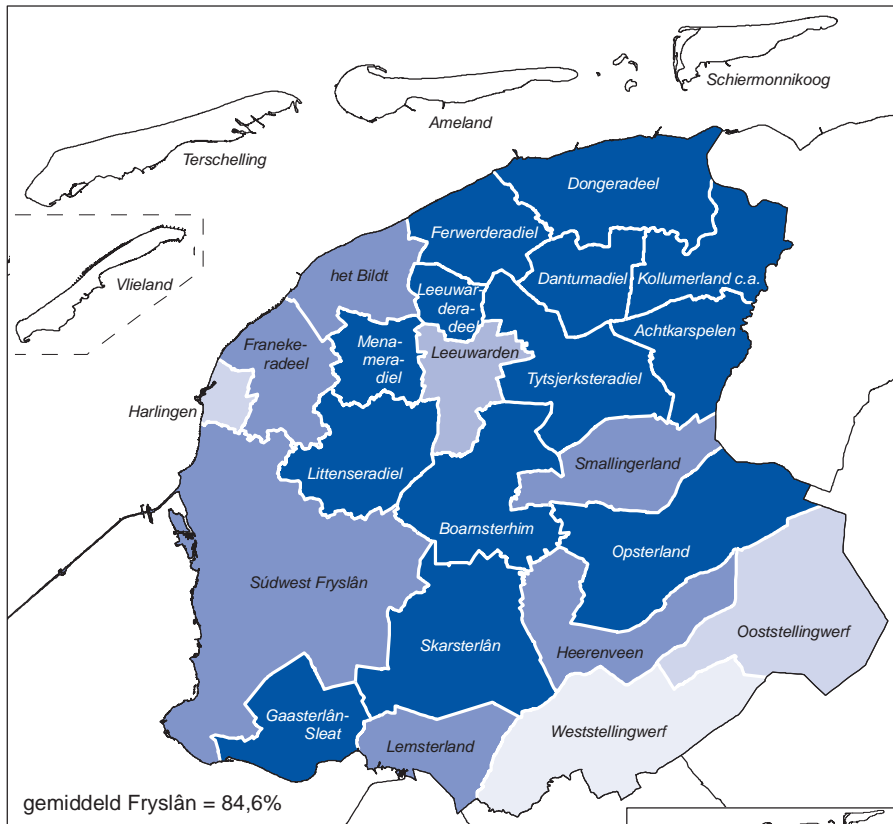 Schiermonnikoog
Ameland
Terschelling
Dongeradeel
Ferwerderadiel
Vlieland
het Bildt
Dantumadiel
Kollumerland c.a.
Leeuwar-
dera-
deel
Achtkarspelen
Franeke-
radeel
Mena-
mera-
diel
Leeuwarden
Tytsjerksteradiel
Harlingen
Littenseradiel
Smallingerland
Boarnsterhim
Opsterland
Súdwest Fryslân
Skarsterlân
Heerenveen
Ooststellingwerf
Gaasterlân-
Sleat
Lemsterland
Weststellingwerf
gemiddeld Fryslân = 84,6%